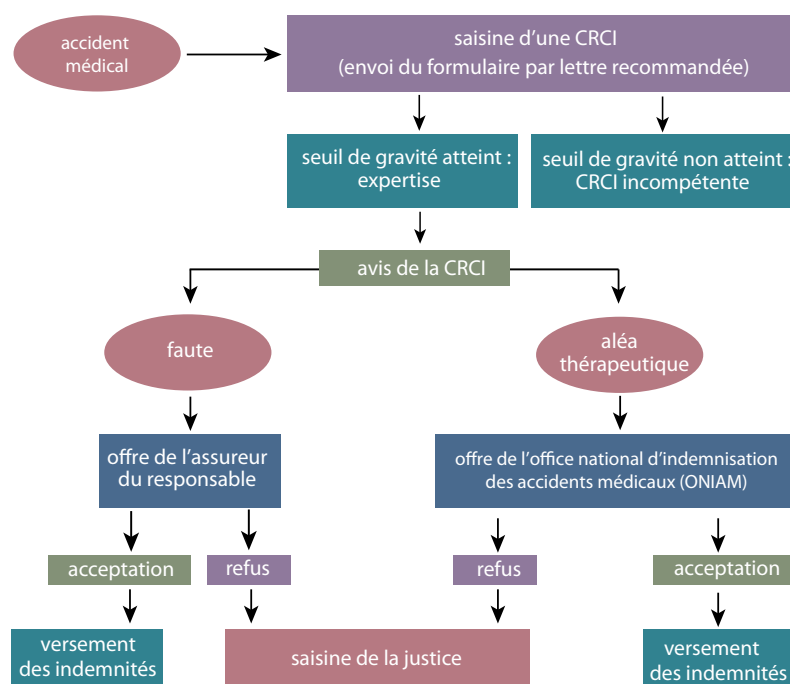 accident
médical
saisine d’une CRCI
(envoi du formulaire par lettre recommandée)
seuil de gravité atteint :
expertise
seuil de gravité non atteint :
CRCI incompétente
avis de la CRCI
faute
aléa
thérapeutique
offre de l’assureur
du responsable
offre de l’office national d’indemnisation
des accidents médicaux (ONIAM)
acceptation
refus
refus
acceptation
versement
des indemnités
saisine de la justice
versement
des indemnités